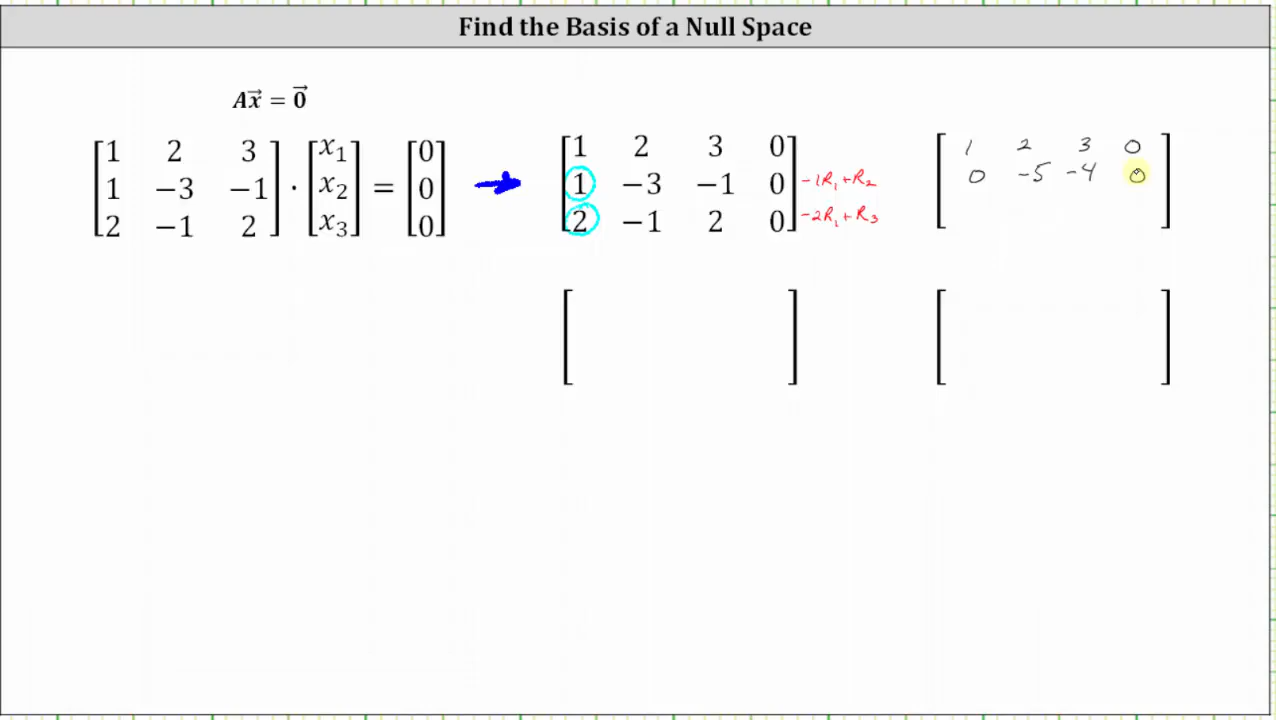 Find the Basis of a Null Space
Ax⃗ = 0⃗
[1 2 3] [x₁] [0] [1 2 3 0] [1 2 3 0]
[1 −3 −1] · [x₂] = [0] → [1 −3 −1 0] -1R₁+R₂ [0 -5 -4 0]
[2 −1 2] [x₃] [0] [2 −1 2 0] -2R₁+R₃ [ ]
[ ] [ ]